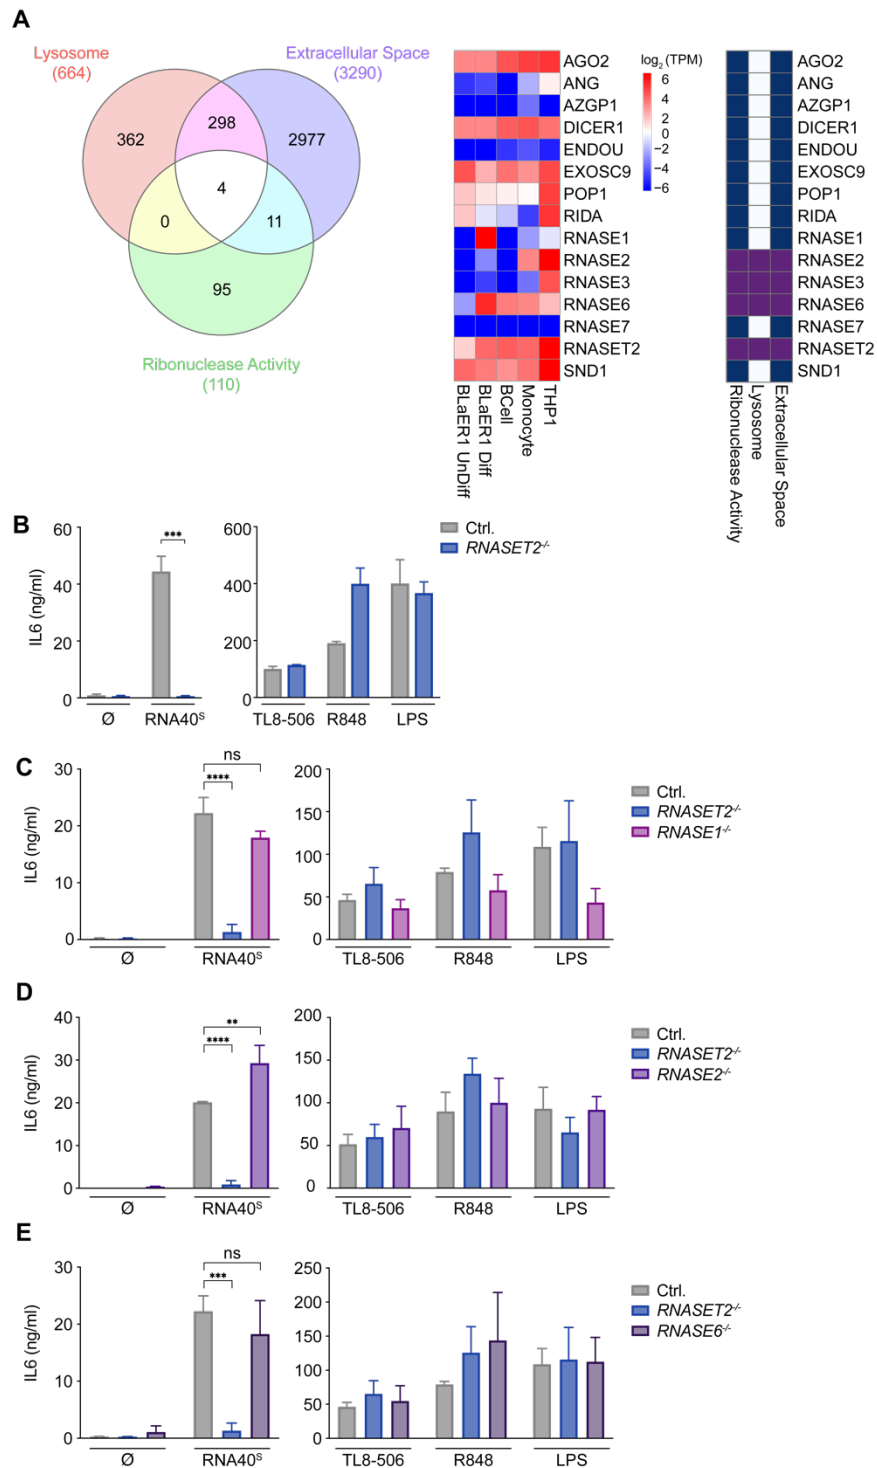 A
Lysosome
(664)
Extracellular Space
(3290)
362
298
2977
4
0
11
95
Ribonuclease Activity
(110)
AGO2
ANG
AZGP1
DICER1
ENDOU
EXOSC9
POP1
RIDA
RNASE1
RNASE2
RNASE3
RNASE6
RNASE7
RNASET2
SND1
BLaER1 UnDiff
BLaER1 Diff
BCell
Monocyte
THP1
log₂ (TPM)
6
4
2
0
−2
−4
−6
AGO2
ANG
AZGP1
DICER1
ENDOU
EXOSC9
POP1
RIDA
RNASE1
RNASE2
RNASE3
RNASE6
RNASE7
RNASET2
SND1
Ribonuclease Activity
Lysosome
Extracellular Space
B
IL6 (ng/ml)
60
40
20
0
***
Ø
RNA40ˢ
600
400
200
0
TL8-506
R848
LPS
Ctrl.
RNASET2⁻/⁻
C
IL6 (ng/ml)
30
20
10
0
ns
****
Ø
RNA40ˢ
200
150
100
50
0
TL8-506
R848
LPS
Ctrl.
RNASET2⁻/⁻
RNASE1⁻/⁻
D
IL6 (ng/ml)
40
30
20
10
0
**
****
Ø
RNA40ˢ
200
150
100
50
0
TL8-506
R848
LPS
Ctrl.
RNASET2⁻/⁻
RNASE2⁻/⁻
E
IL6 (ng/ml)
30
20
10
0
ns
***
Ø
RNA40ˢ
250
200
150
100
50
0
TL8-506
R848
LPS
Ctrl.
RNASET2⁻/⁻
RNASE6⁻/⁻